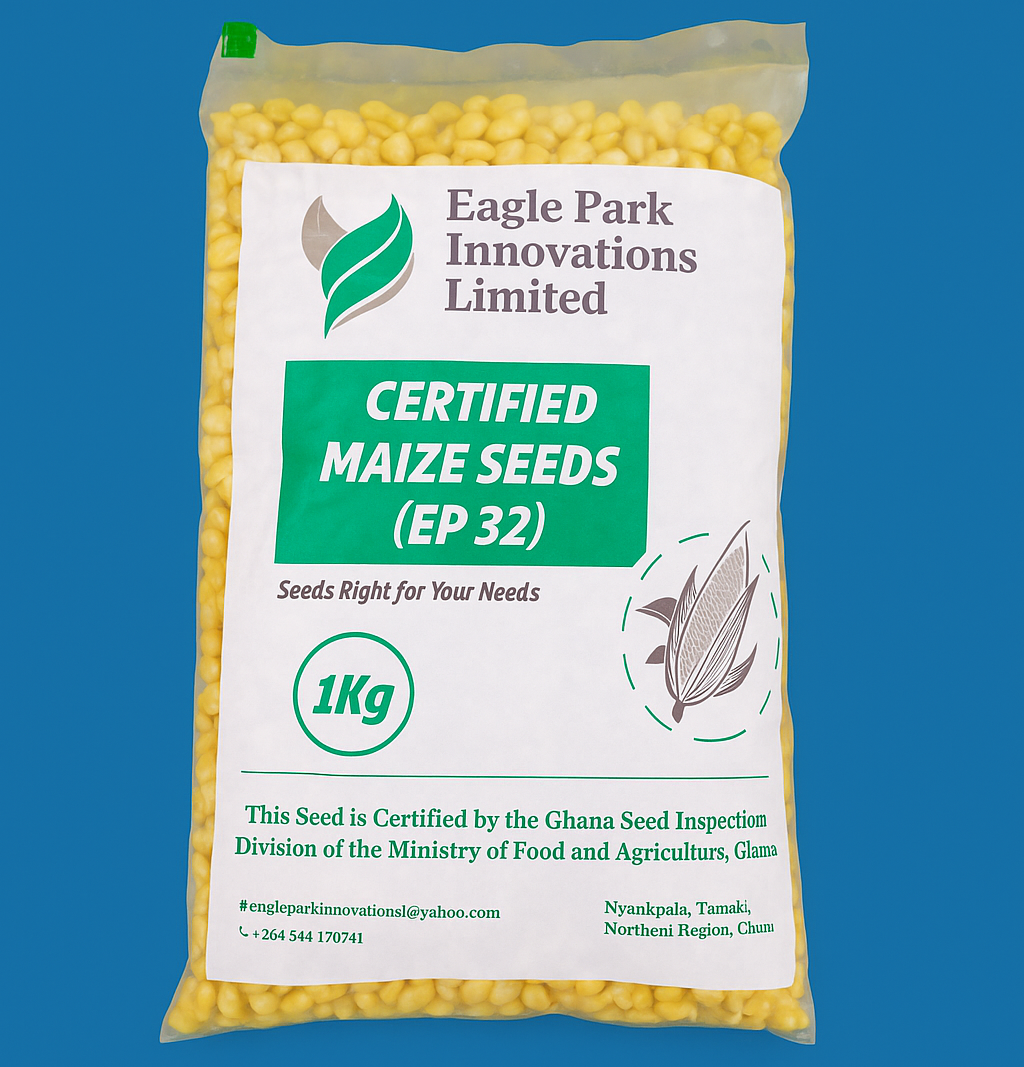 Eagle Park
Innovations
Limited
CERTIFIED
MAIZE SEEDS
(EP 32)
Seeds Right for Your Needs
1Kg
This Seed is Certified by the Ghana Seed Inspectiom
Division of the Ministry of Food and Agriculturs, Glama
#engleparkinnovationsl@yahoo.com
+264 544 170741
Nyankpala, Tamaki,
Northeni Region, Chum